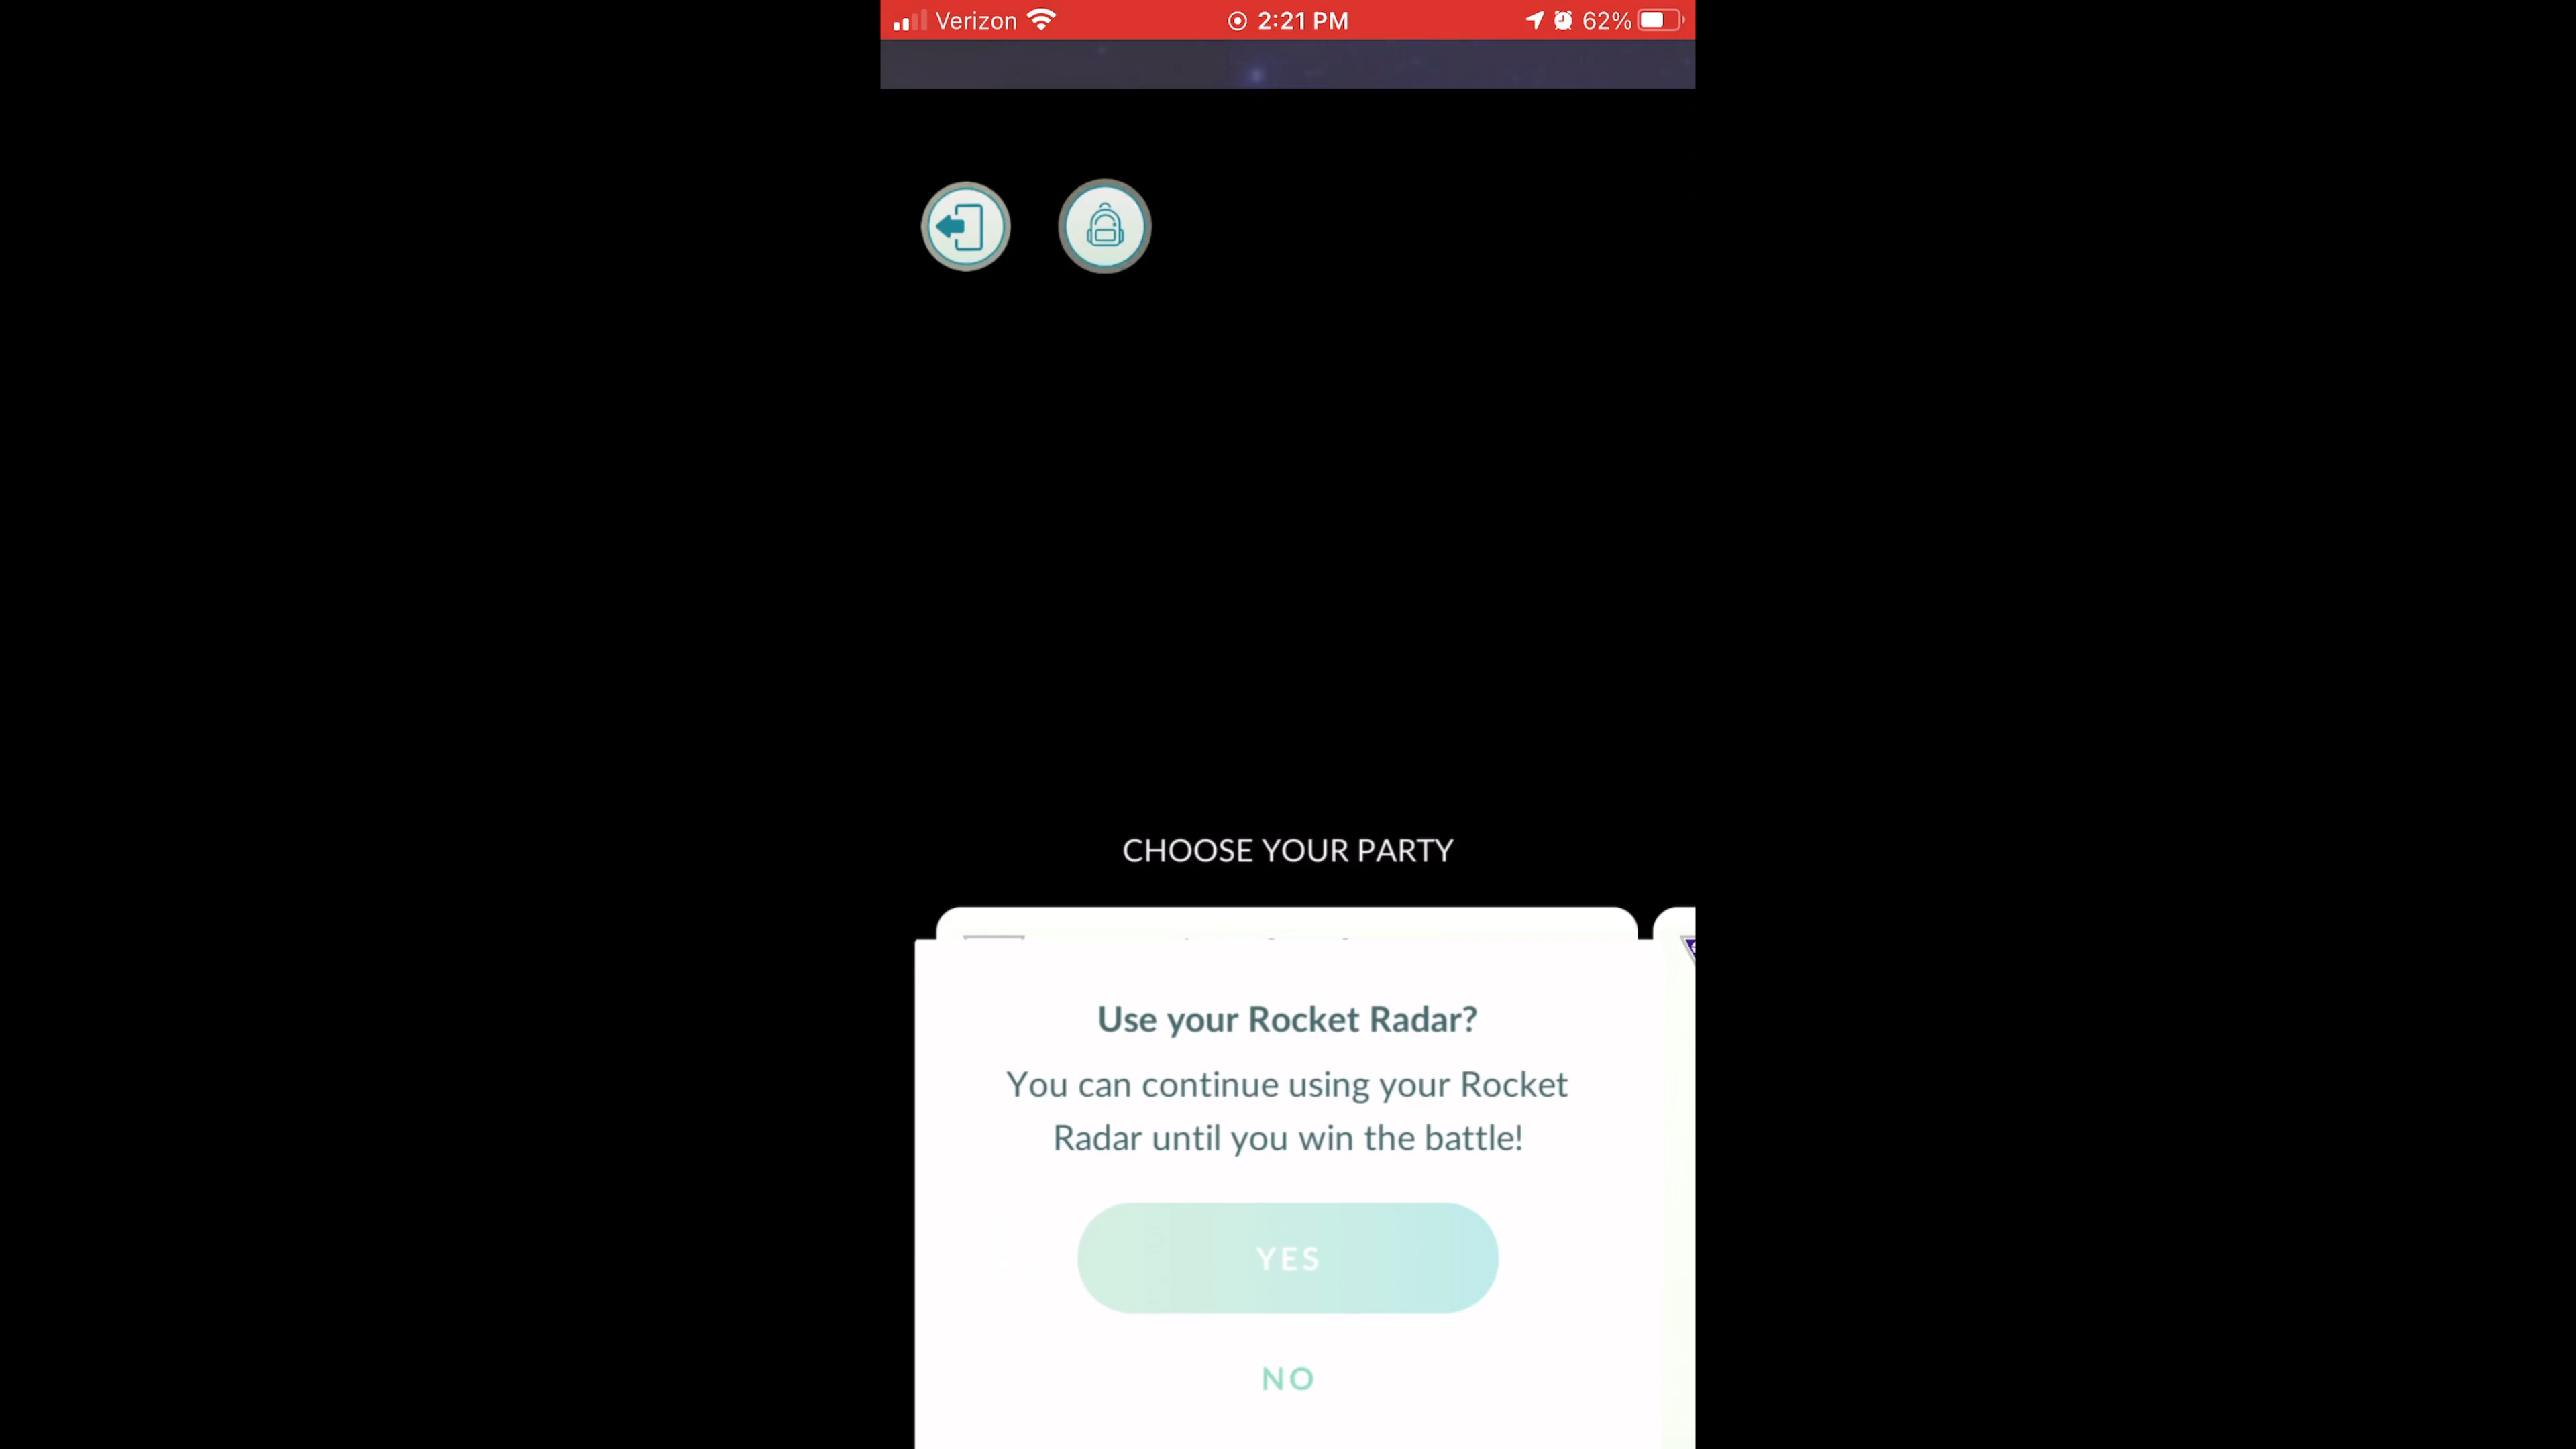 Verizon 2:21 PM 62%
CHOOSE YOUR PARTY
Use your Rocket Radar?
You can continue using your Rocket
Radar until you win the battle!
YES
NO